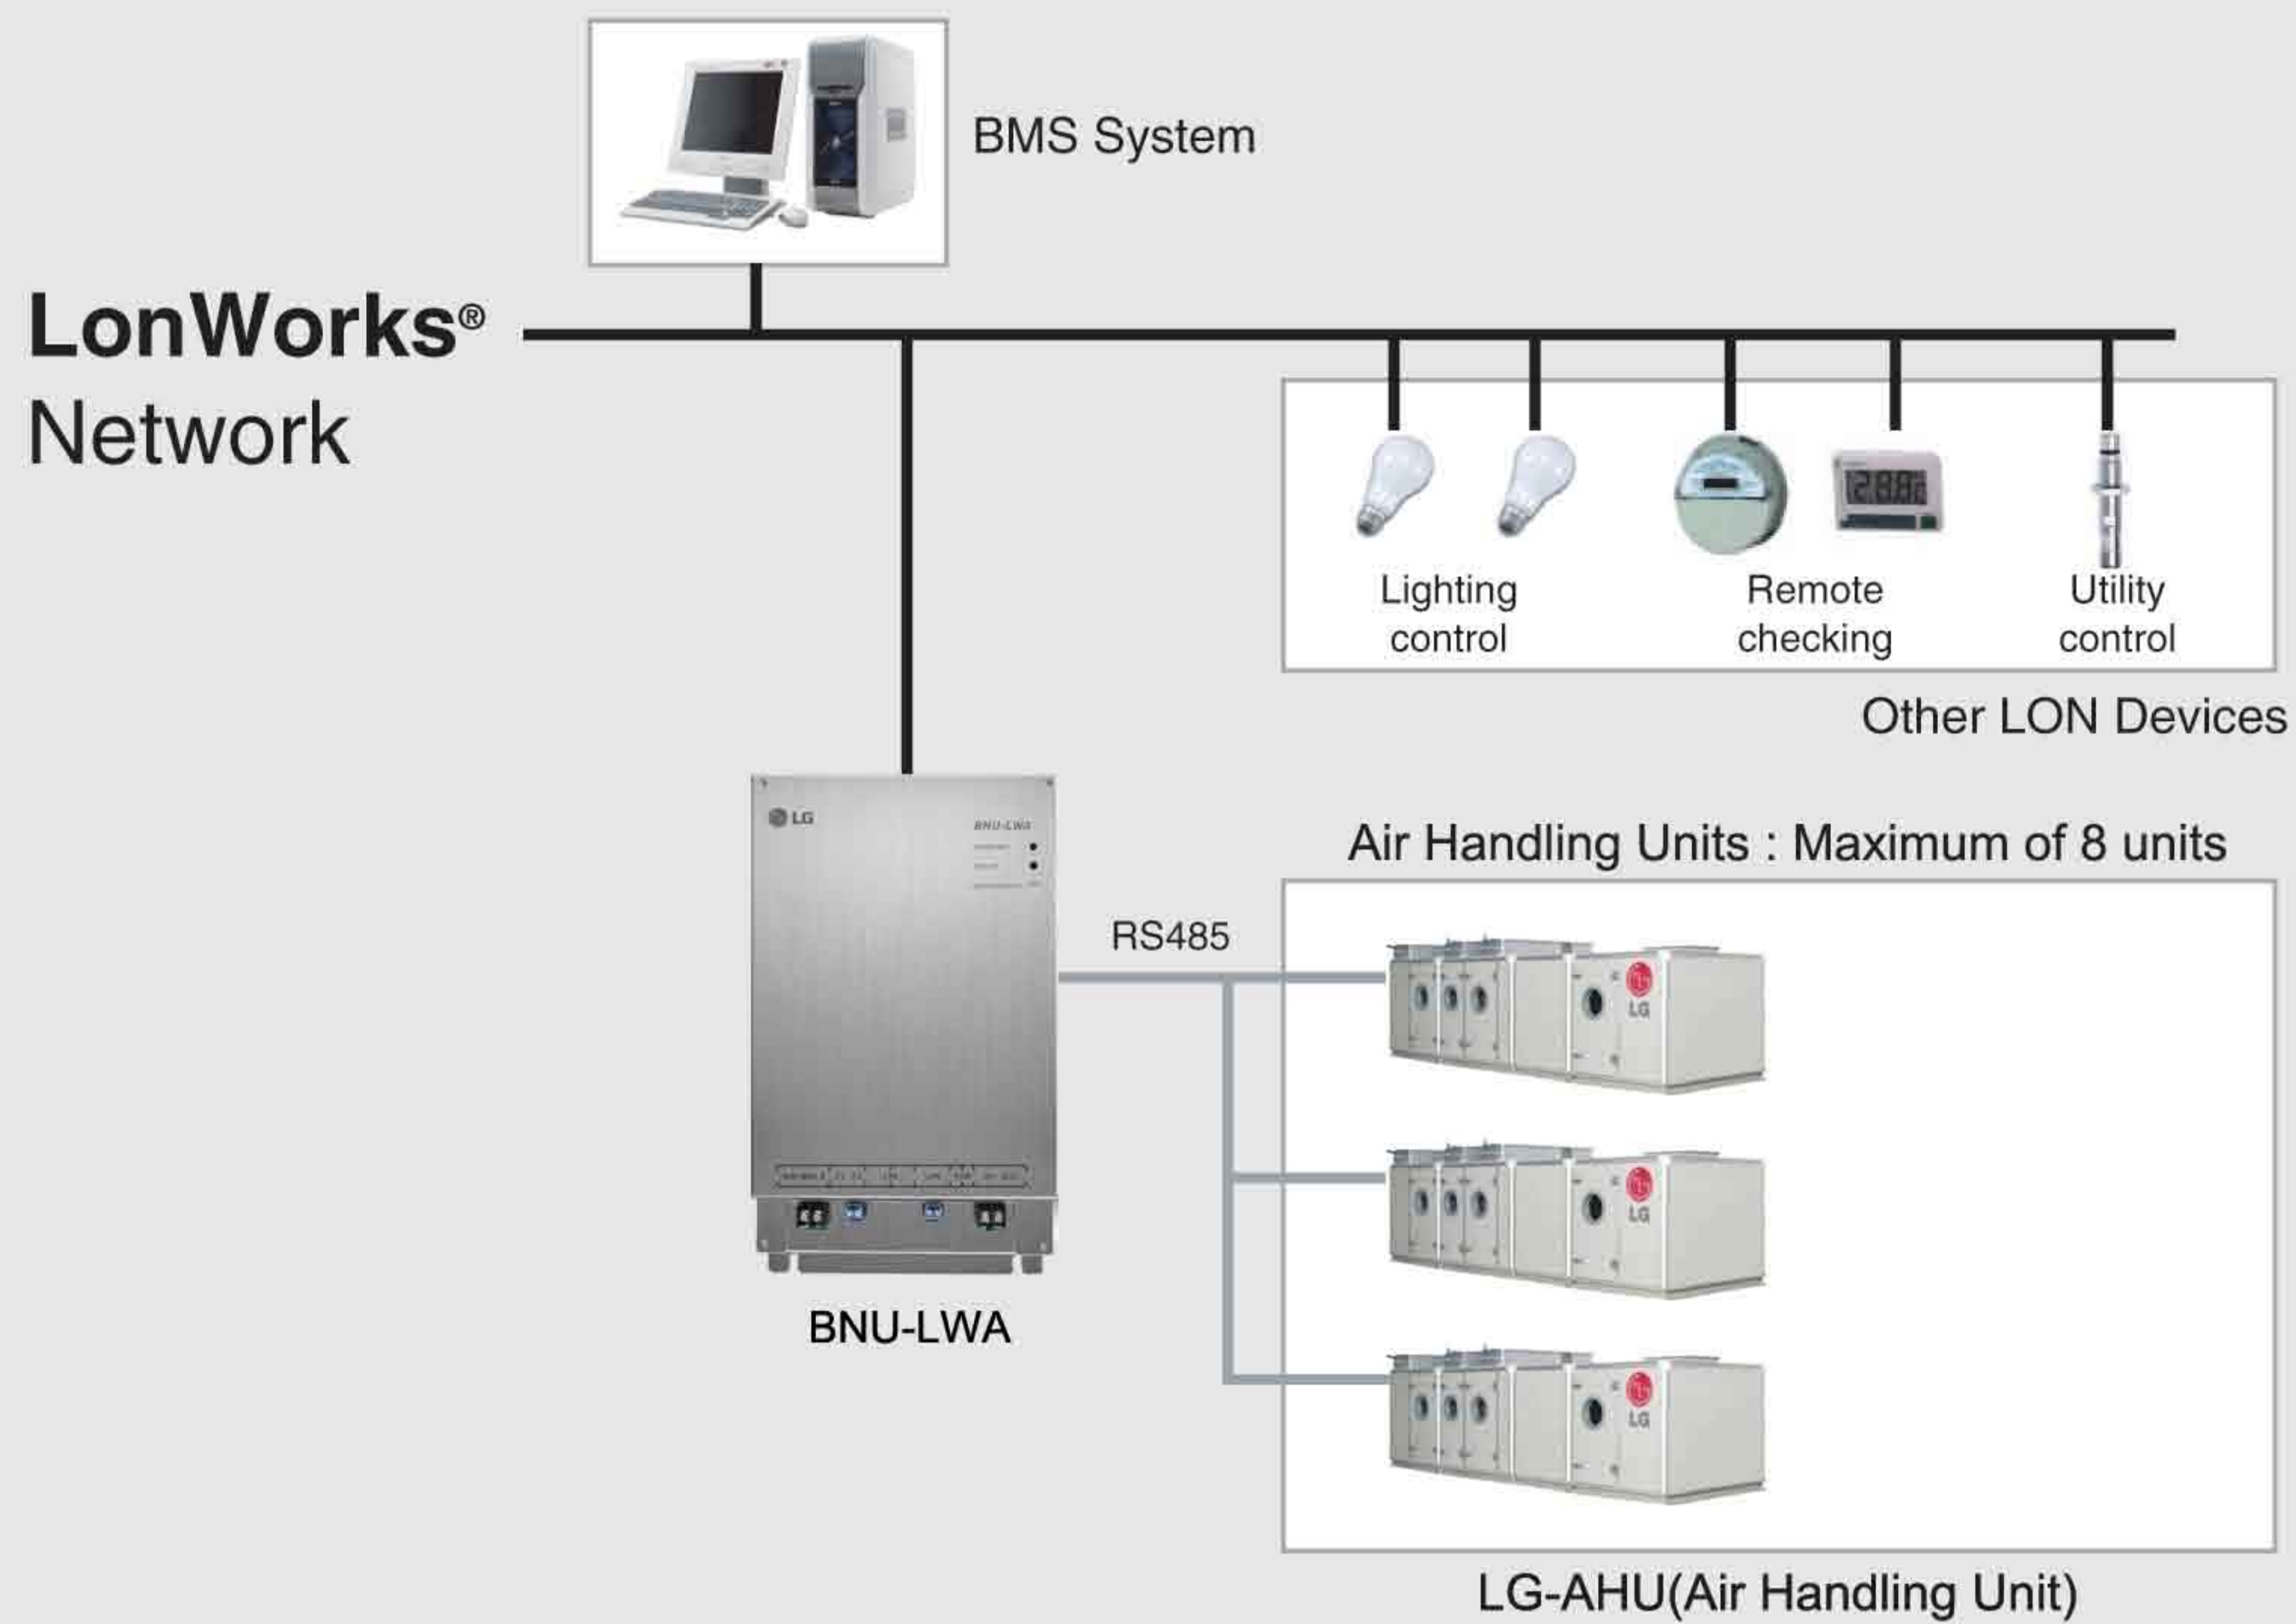 BMS System
LonWorks®
Network
Lighting
control
Remote
checking
Utility
control
Other LON Devices
LG
BNU-LWA
Air Handling Units : Maximum of 8 units
RS485
LG
LG
LG
BNU-LWA
LG-AHU(Air Handling Unit)